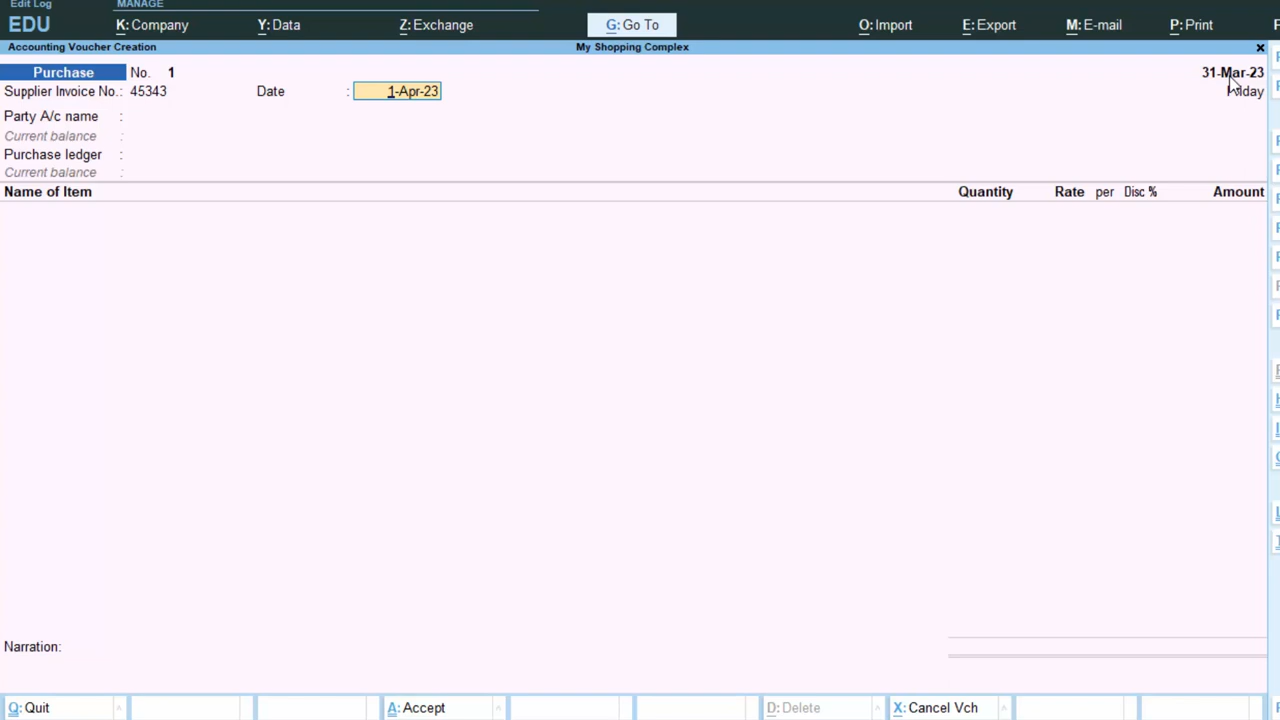 Edit Log MANAGE
EDU K: Company Y: Data Z: Exchange G: Go To O: Import E: Export M: E-mail P: Print
Accounting Voucher Creation My Shopping Complex
Purchase No. 1 31-Mar-23
Supplier Invoice No.: 45343 Date : 1-Apr-23 Friday
Party A/c name :
Current balance :
Purchase ledger :
Current balance :
Name of Item Quantity Rate per Disc % Amount
Narration:
Q: Quit A: Accept D: Delete X: Cancel Vch